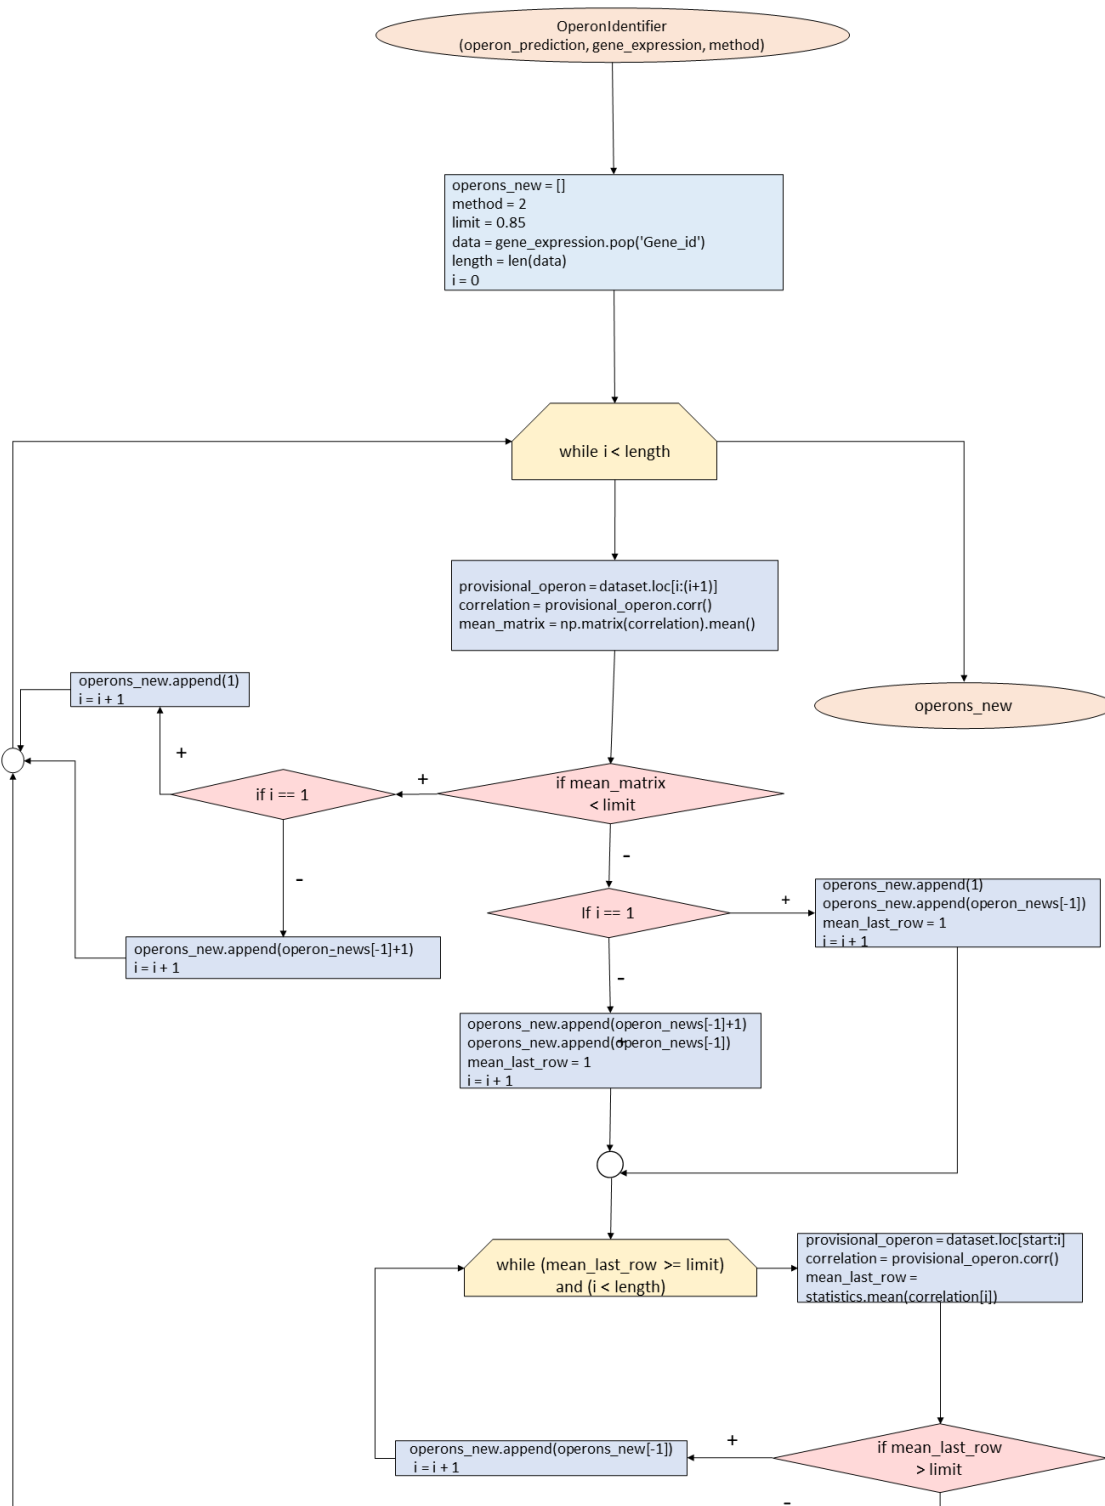 OperonIdentifier
(operon_prediction, gene_expression, method)
operons_new = []
method = 2
limit = 0.85
data = gene_expression.pop('Gene_id')
length = len(data)
i = 0
while i < length
provisional_operon = dataset.loc[i:(i+1)]
correlation = provisional_operon.corr()
mean_matrix = np.matrix(correlation).mean()
operons_new.append(1)
i = i + 1
operons_new
+
if i == 1
+
if mean_matrix
< limit
-
-
If i == 1
+
operons_new.append(1)
operons_new.append(operon_news[-1])
mean_last_row = 1
i = i + 1
operons_new.append(operon-news[-1]+1)
i = i + 1
-
operons_new.append(operon_news[-1]+1)
operons_new.append(operon_news[-1])
+
mean_last_row = 1
i = i + 1
while (mean_last_row >= limit)
and (i < length)
provisional_operon = dataset.loc[start:i]
correlation = provisional_operon.corr()
mean_last_row =
statistics.mean(correlation[i])
operons_new.append(operons_new[-1])
i = i + 1
+
if mean_last_row
> limit
-